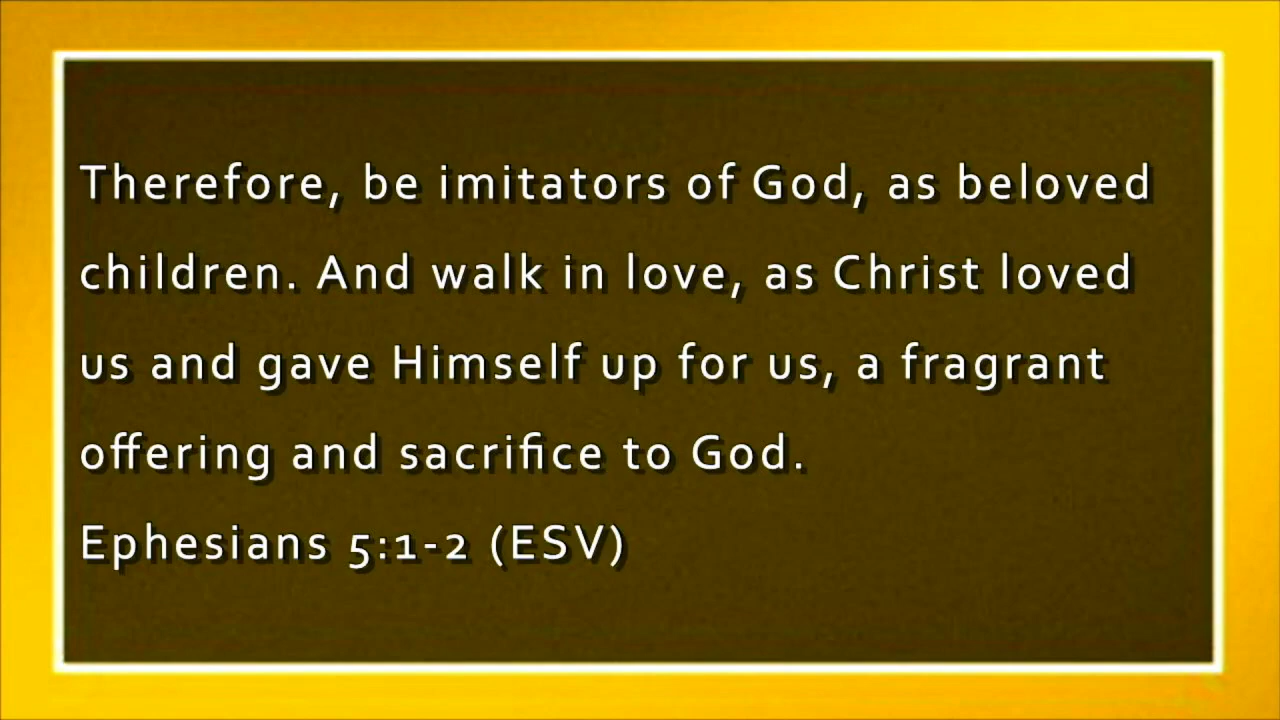 Therefore, be imitators of God, as beloved
children. And walk in love, as Christ loved
us and gave Himself up for us, a fragrant
offering and sacrifice to God.
Ephesians 5:1-2 (ESV)